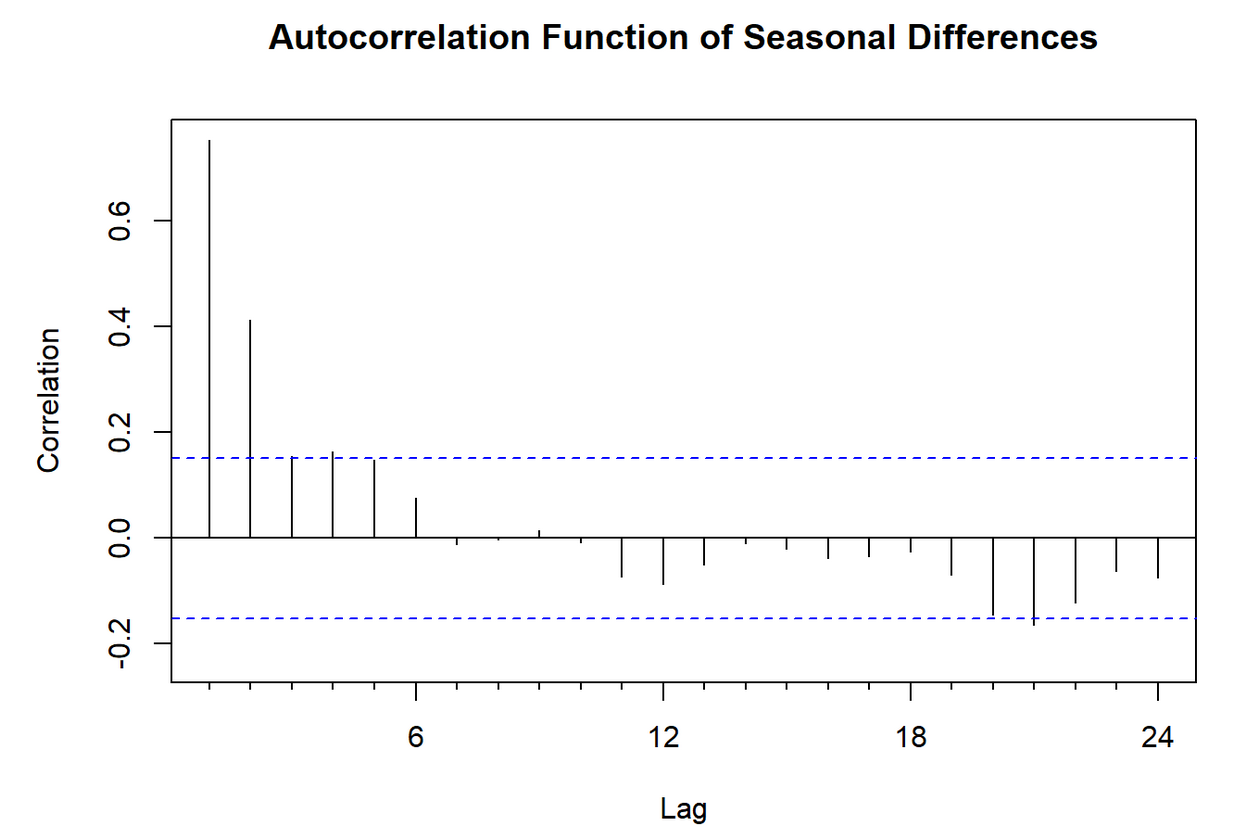 Autocorrelation Function of Seasonal Differences
Correlation
0.6
0.4
0.2
0.0
-0.2
6 12 18 24
Lag